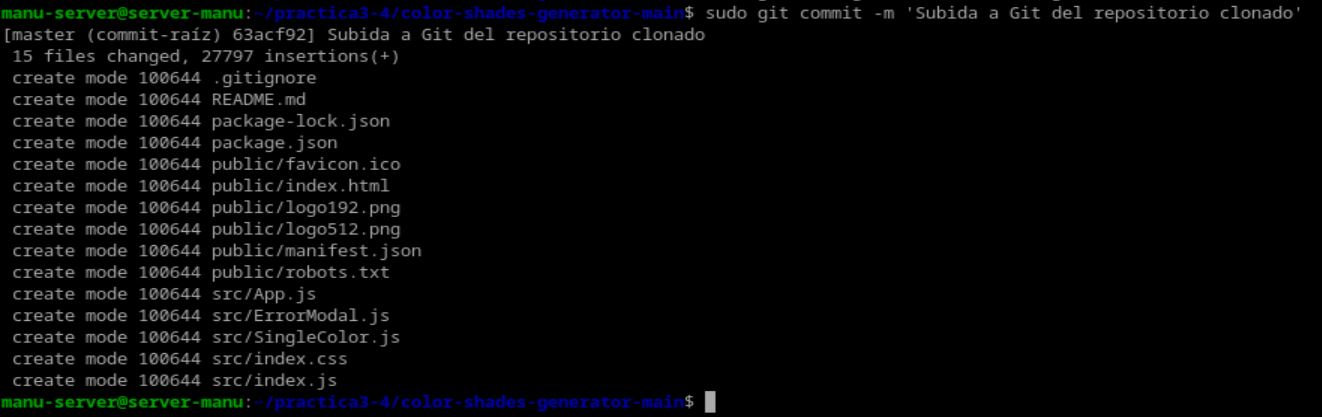 manu-server@server-manu:~/practica3-4/color-shades-generator-main$ sudo git commit -m 'Subida a Git del repositorio clonado'
[master (commit-raíz) 63acf92] Subida a Git del repositorio clonado
 15 files changed, 27797 insertions(+)
 create mode 100644 .gitignore
 create mode 100644 README.md
 create mode 100644 package-lock.json
 create mode 100644 package.json
 create mode 100644 public/favicon.ico
 create mode 100644 public/index.html
 create mode 100644 public/logo192.png
 create mode 100644 public/logo512.png
 create mode 100644 public/manifest.json
 create mode 100644 public/robots.txt
 create mode 100644 src/App.js
 create mode 100644 src/ErrorModal.js
 create mode 100644 src/SingleColor.js
 create mode 100644 src/index.css
 create mode 100644 src/index.js
manu-server@server-manu:~/practica3-4/color-shades-generator-main$